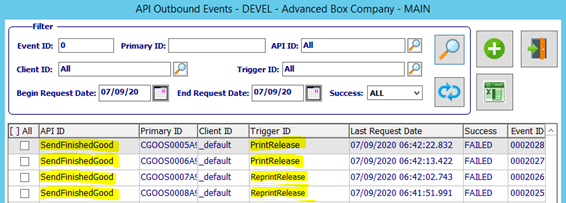 API Outbound Events - DEVEL - Advanced Box Company - MAIN
Filter
Event ID: 0 Primary ID: API ID: All
Client ID: All Trigger ID: All
Begin Request Date: 07/09/20 End Request Date: 07/09/20 Success: ALL
[ ] All API ID Primary ID Client ID Trigger ID Last Request Date Success Event ID
SendFinishedGood CGOOS0005A9 _default PrintRelease 07/09/2020 06:42:22.832 FAILED 0002028
SendFinishedGood CGOOS0006A9 _default PrintRelease 07/09/2020 06:42:13.422 FAILED 0002027
SendFinishedGood CGOOS0007A9 _default ReprintRelease 07/09/2020 06:42:02.743 FAILED 0002026
SendFinishedGood CGOOS0008A9 _default ReprintRelease 07/09/2020 06:41:51.991 FAILED 0002025